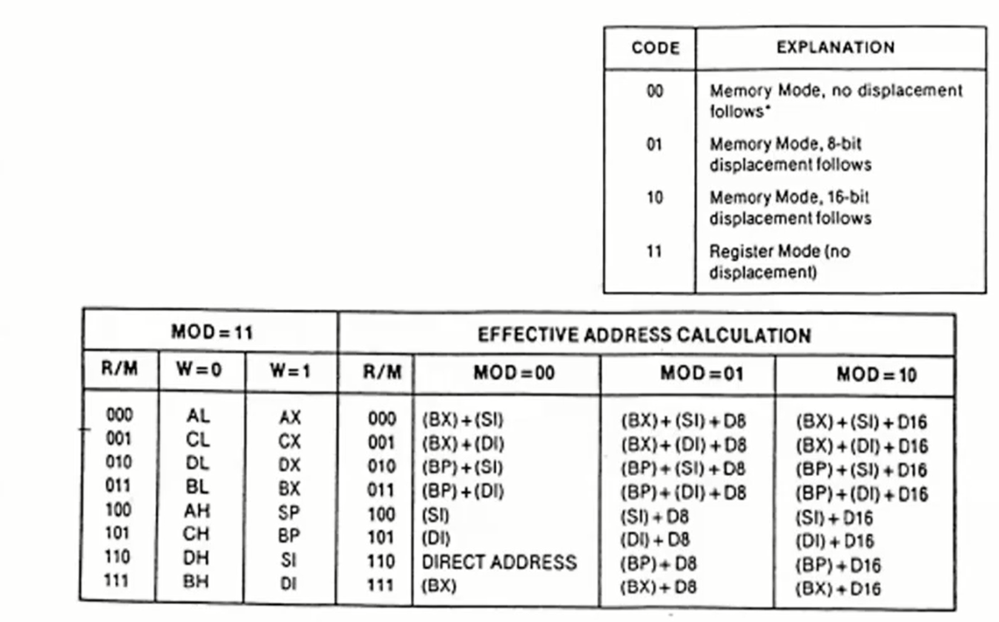 CODE EXPLANATION
00 Memory Mode, no displacement
follows*
01 Memory Mode, 8-bit
displacement follows
10 Memory Mode, 16-bit
displacement follows
11 Register Mode (no
displacement)
MOD=11 EFFECTIVE ADDRESS CALCULATION
R/M W=0 W=1 R/M MOD=00 MOD=01 MOD=10
000 AL AX 000 (BX)+(SI) (BX)+(SI)+D8 (BX)+(SI)+D16
001 CL CX 001 (BX)+(DI) (BX)+(DI)+D8 (BX)+(DI)+D16
010 DL DX 010 (BP)+(SI) (BP)+(SI)+D8 (BP)+(SI)+D16
011 BL BX 011 (BP)+(DI) (BP)+(DI)+D8 (BP)+(DI)+D16
100 AH SP 100 (SI) (SI)+D8 (SI)+D16
101 CH BP 101 (DI) (DI)+D8 (DI)+D16
110 DH SI 110 DIRECT ADDRESS (BP)+D8 (BP)+D16
111 BH DI 111 (BX) (BX)+D8 (BX)+D16